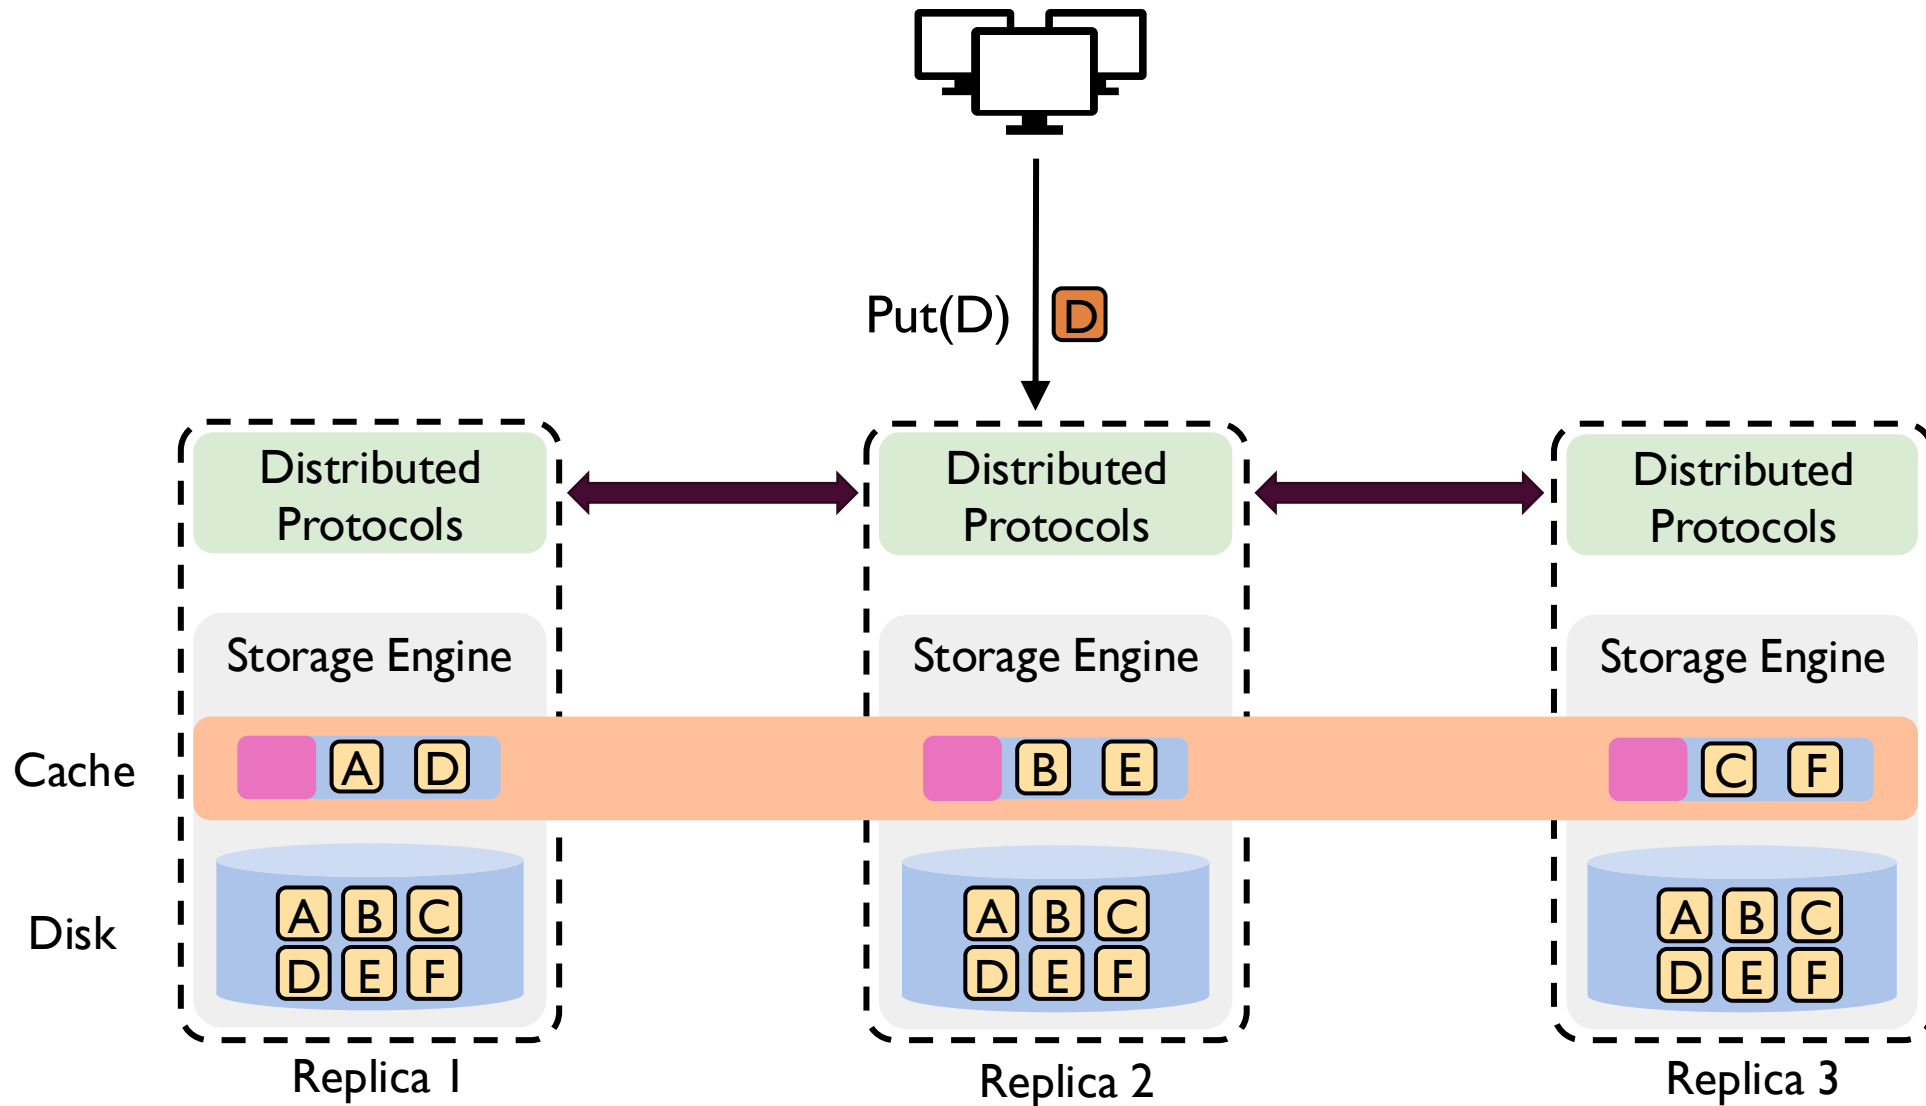 Put(D) D
Distributed
Protocols
Distributed
Protocols
Distributed
Protocols
Storage Engine
Storage Engine
Storage Engine
Cache
A D
B E
C F
Disk
A B C
D E F
A B C
D E F
A B C
D E F
Replica 1
Replica 2
Replica 3